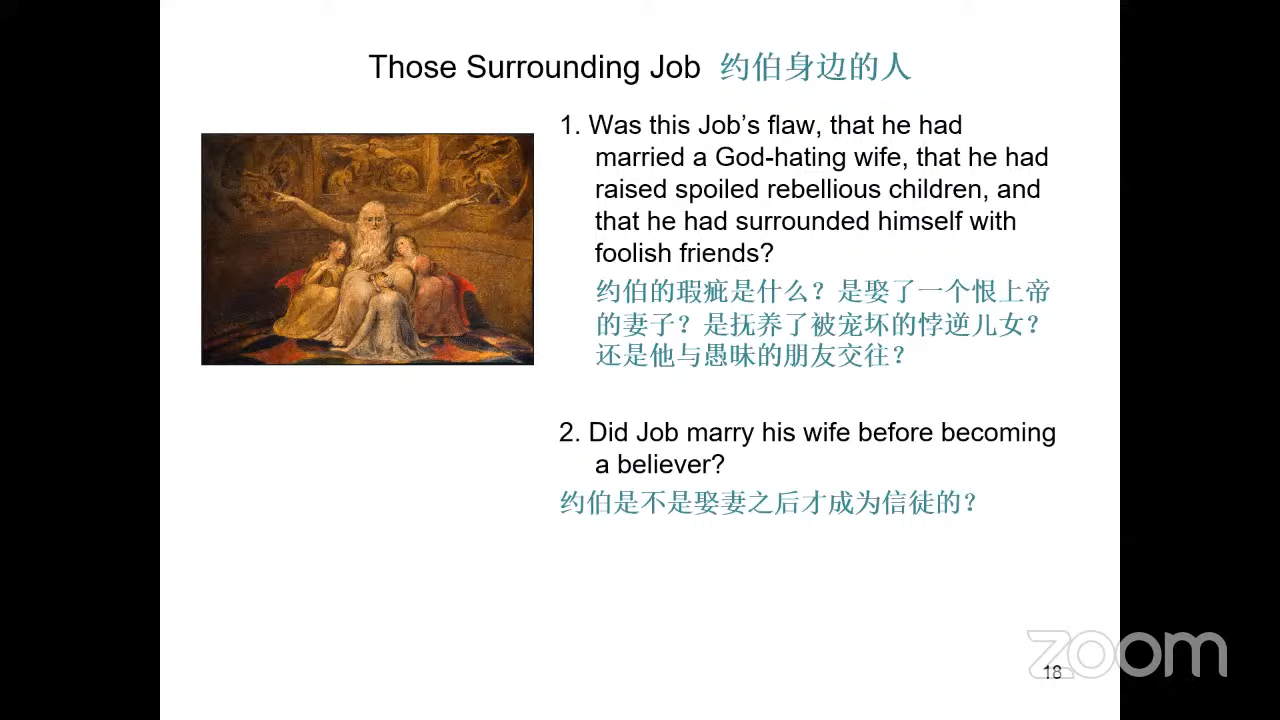 Those Surrounding Job 约伯身边的人
1. Was this Job’s flaw, that he had
married a God-hating wife, that he had
raised spoiled rebellious children, and
that he had surrounded himself with
foolish friends?
约伯的瑕疵是什么？是娶了一个恨上帝
的妻子？是抚养了被宠坏的悖逆儿女？
还是他与愚昧的朋友交往？
2. Did Job marry his wife before becoming
a believer?
约伯是不是娶妻之后才成为信徒的？
zoom
18